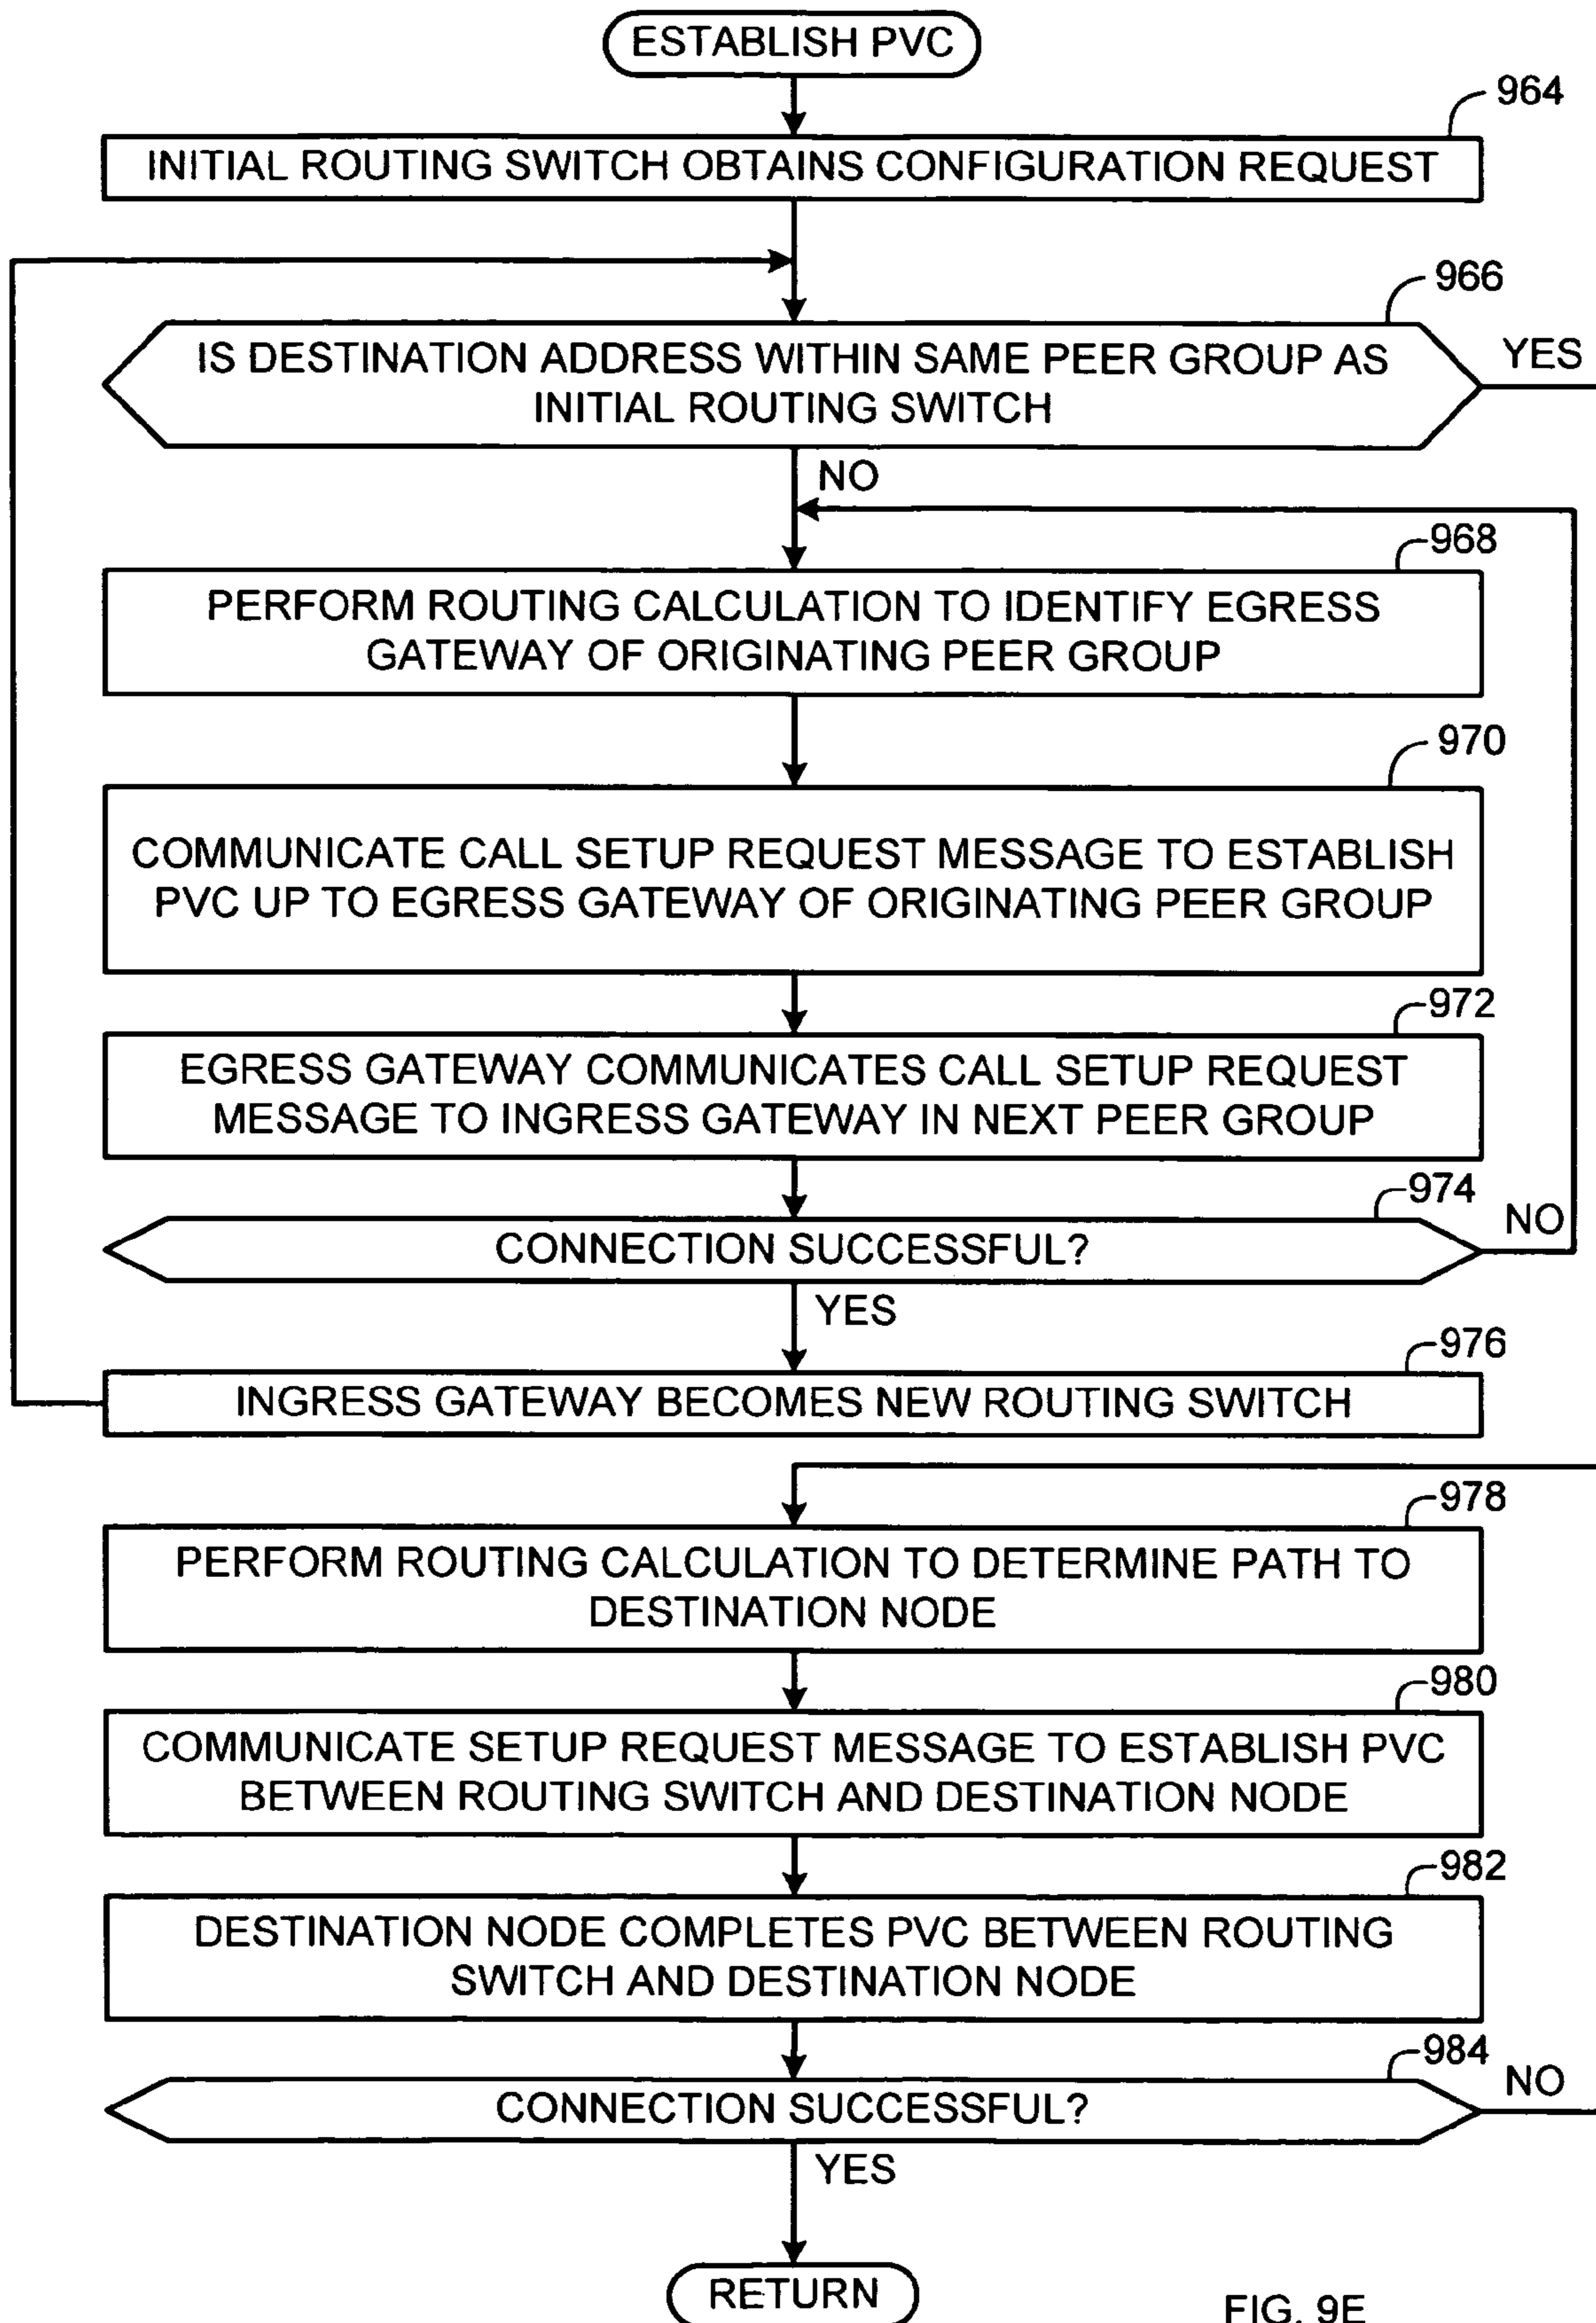 ESTABLISH PVC
964
INITIAL ROUTING SWITCH OBTAINS CONFIGURATION REQUEST
966
IS DESTINATION ADDRESS WITHIN SAME PEER GROUP AS
INITIAL ROUTING SWITCH
YES
NO
968
PERFORM ROUTING CALCULATION TO IDENTIFY EGRESS
GATEWAY OF ORIGINATING PEER GROUP
970
COMMUNICATE CALL SETUP REQUEST MESSAGE TO ESTABLISH
PVC UP TO EGRESS GATEWAY OF ORIGINATING PEER GROUP
972
EGRESS GATEWAY COMMUNICATES CALL SETUP REQUEST
MESSAGE TO INGRESS GATEWAY IN NEXT PEER GROUP
974
CONNECTION SUCCESSFUL?
NO
YES
976
INGRESS GATEWAY BECOMES NEW ROUTING SWITCH
978
PERFORM ROUTING CALCULATION TO DETERMINE PATH TO
DESTINATION NODE
980
COMMUNICATE SETUP REQUEST MESSAGE TO ESTABLISH PVC
BETWEEN ROUTING SWITCH AND DESTINATION NODE
982
DESTINATION NODE COMPLETES PVC BETWEEN ROUTING
SWITCH AND DESTINATION NODE
984
CONNECTION SUCCESSFUL?
NO
YES
RETURN
FIG. 9E